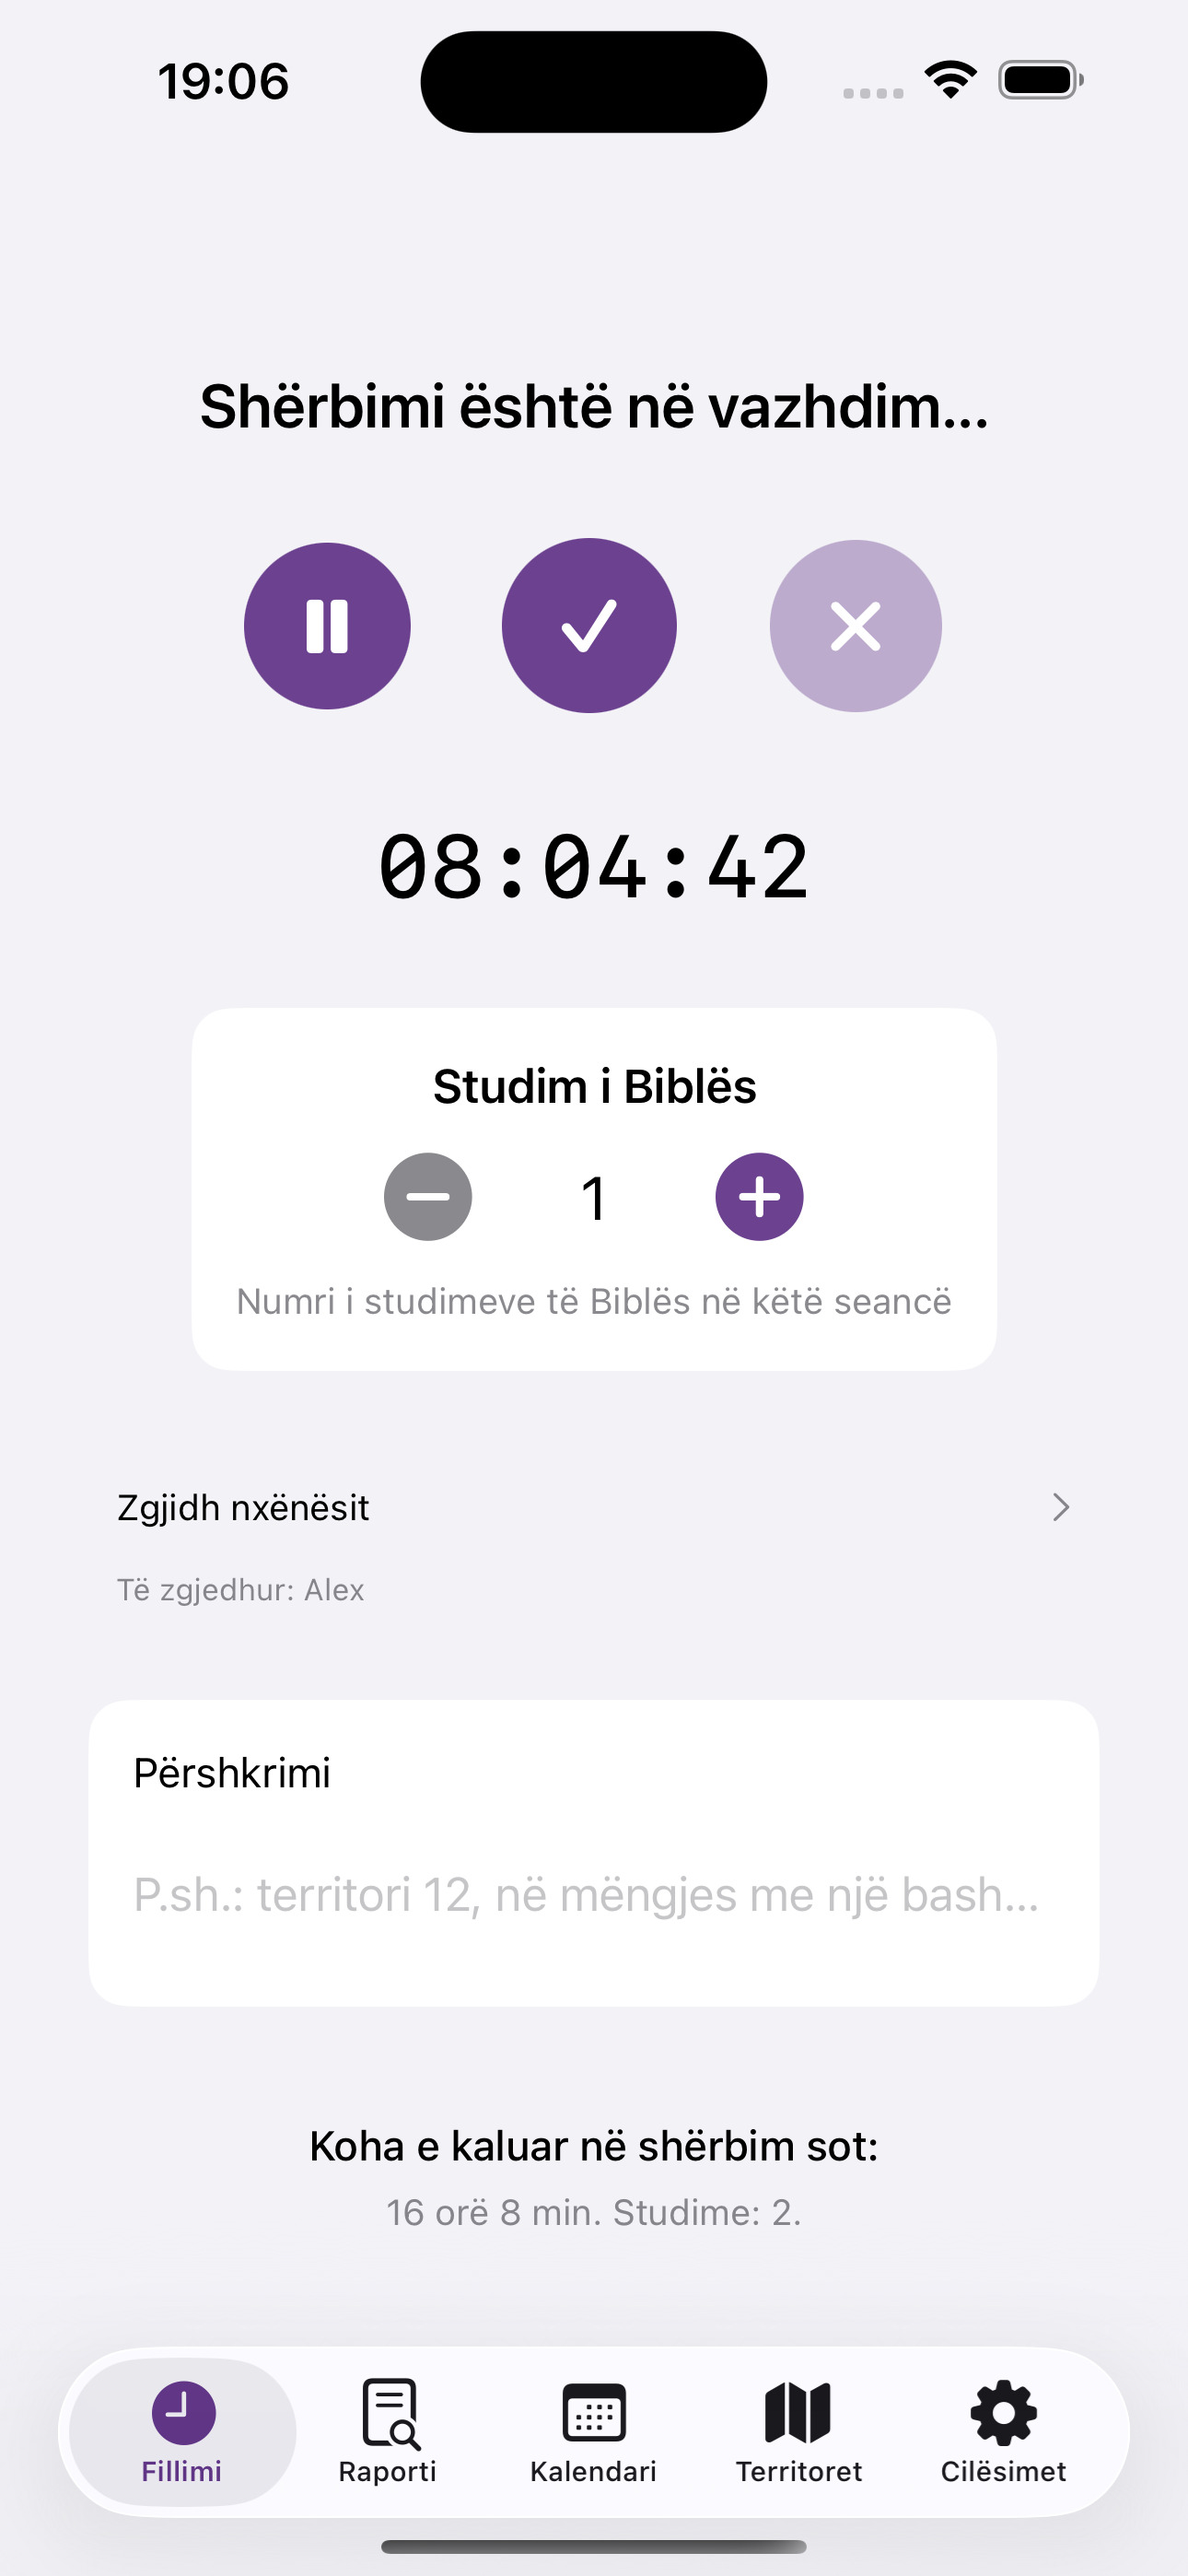 19:06
Shërbimi është në vazhdim...
08:04:42
Studim i Biblës
1
Numri i studimeve të Biblës në këtë seancë
Zgjidh nxënësit
Të zgjedhur: Alex
Përshkrimi
P.sh.: territori 12, në mëngjes me një bash...
Koha e kaluar në shërbim sot:
16 orë 8 min. Studime: 2.
Fillimi Raporti Kalendari Territoret Cilësimet